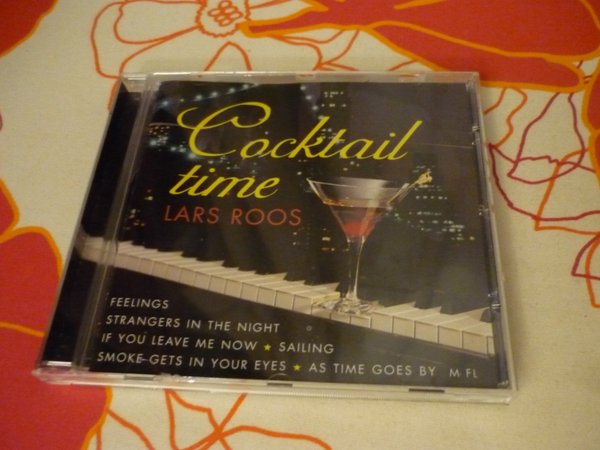 Cocktail
time
LARS ROOS
FEELINGS
STRANGERS IN THE NIGHT
IF YOU LEAVE ME NOW ★ SAILING
SMOKE GETS IN YOUR EYES ★ AS TIME GOES BY M FL